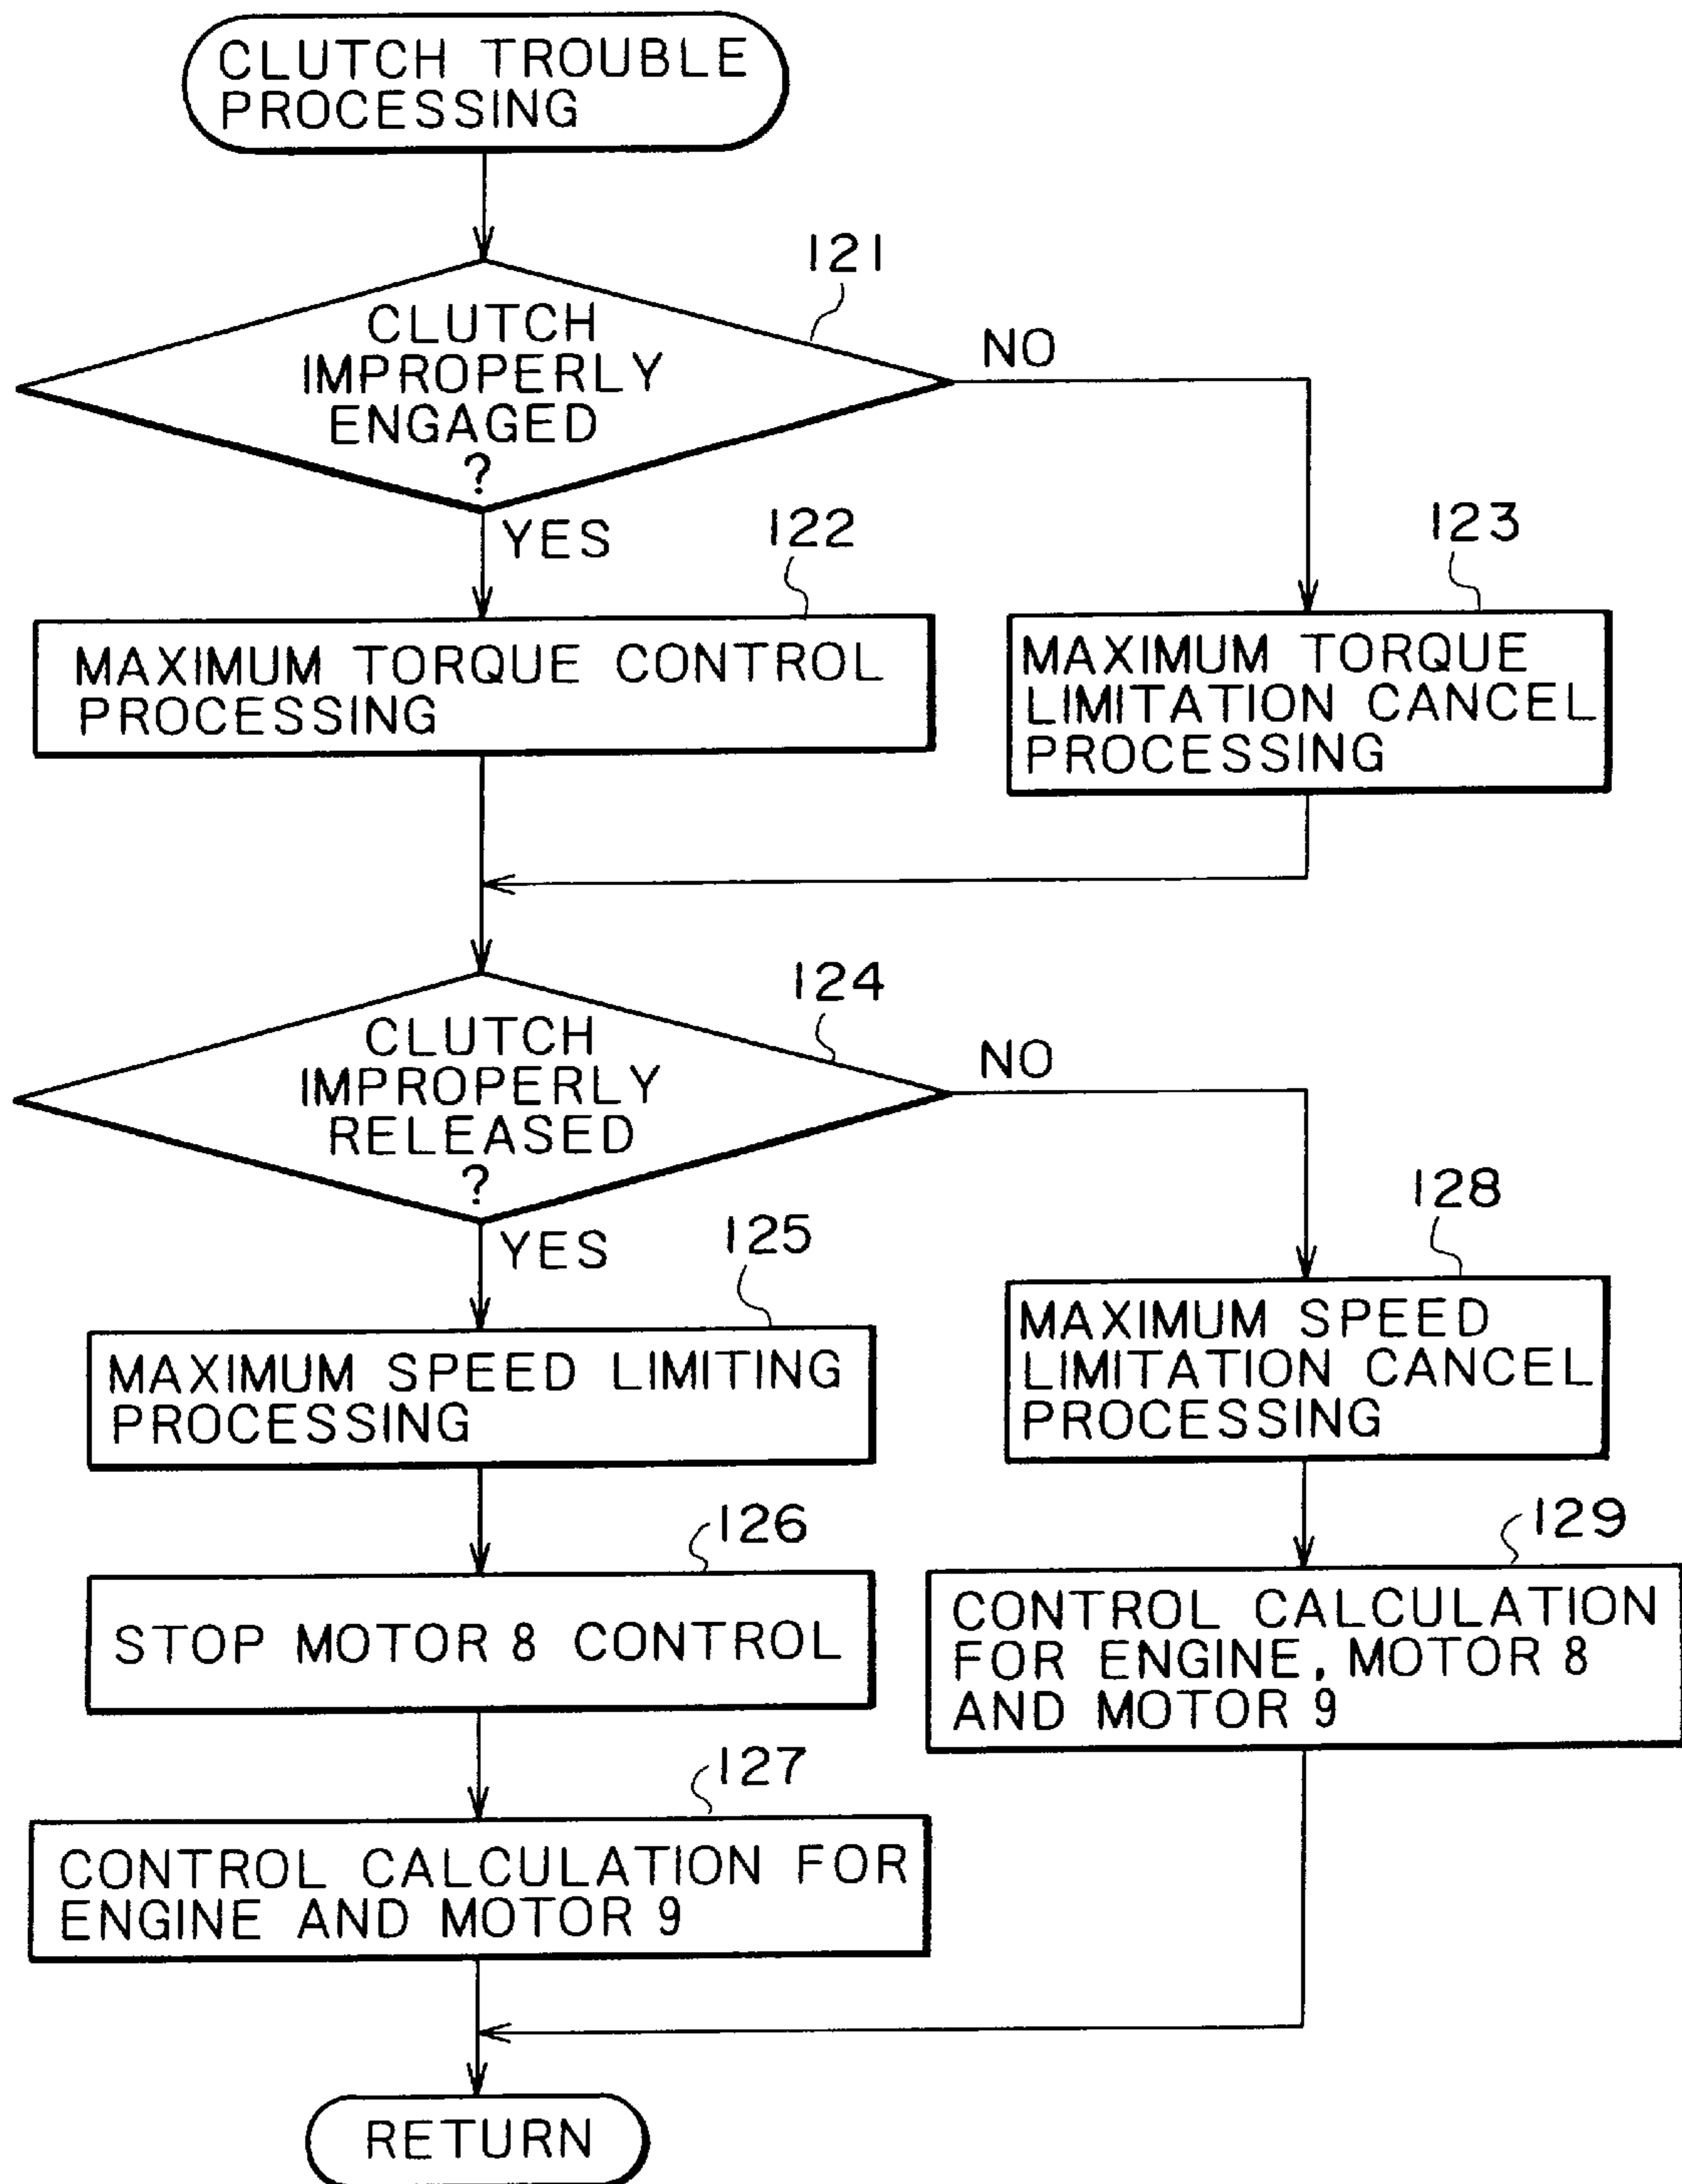 CLUTCH TROUBLE
PROCESSING
121
CLUTCH
IMPROPERLY
ENGAGED
?
NO
YES
122
123
MAXIMUM TORQUE CONTROL
PROCESSING
MAXIMUM TORQUE
LIMITATION CANCEL
PROCESSING
124
CLUTCH
IMPROPERLY
RELEASED
?
NO
YES
125
128
MAXIMUM SPEED LIMITING
PROCESSING
MAXIMUM SPEED
LIMITATION CANCEL
PROCESSING
126
129
STOP MOTOR 8 CONTROL
CONTROL CALCULATION
FOR ENGINE, MOTOR 8
AND MOTOR 9
127
CONTROL CALCULATION FOR
ENGINE AND MOTOR 9
RETURN